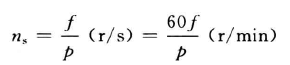 nₛ = f/p (r/s) = 60f/p (r/min)